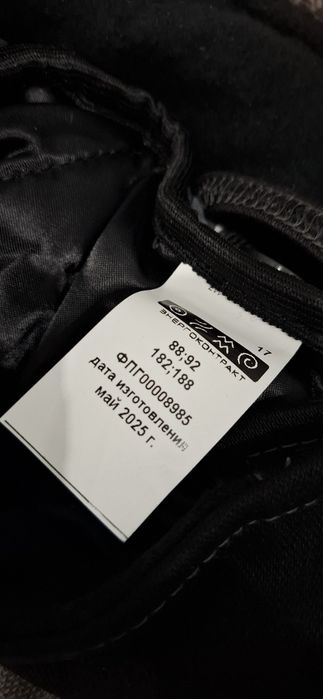 17
ЭНЕРГОКОНТРАКТ
88;92
182;188
ФПГ00008985
дата изготовления
май 2025 г.